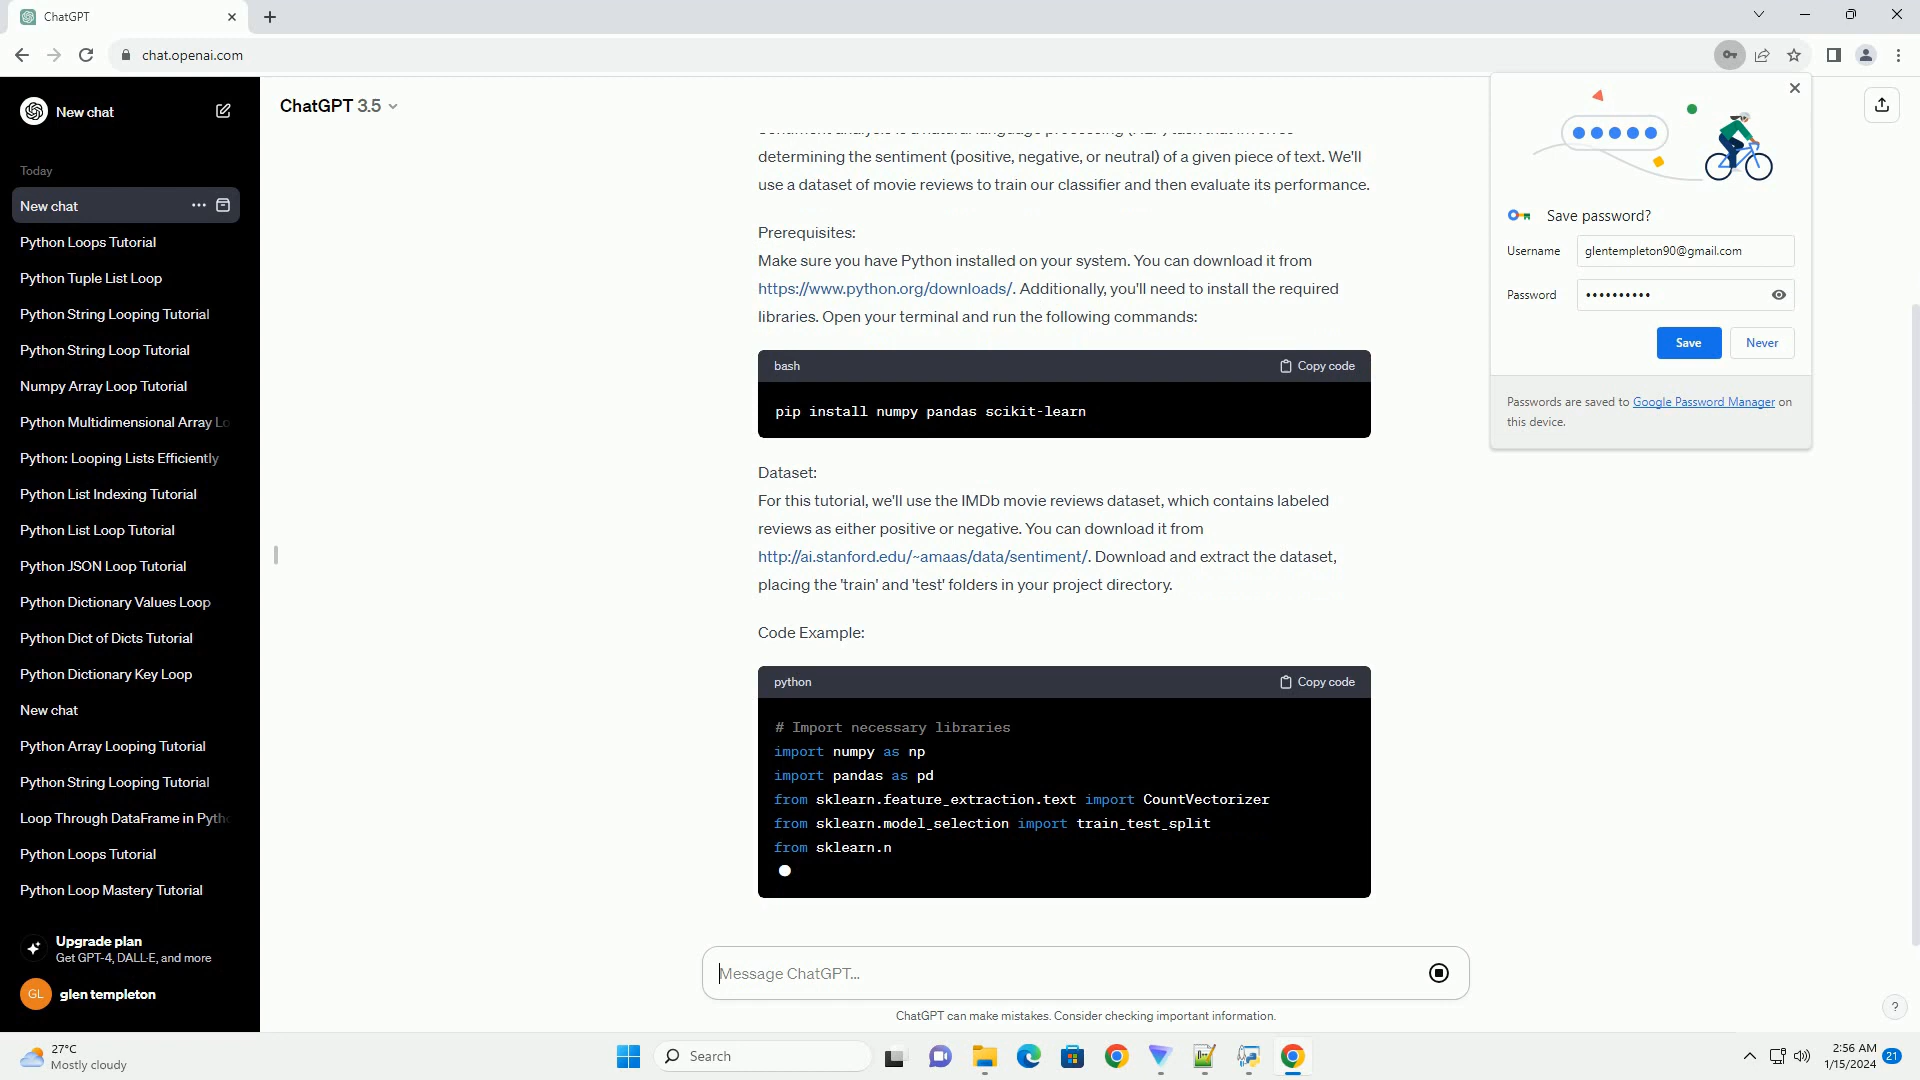 ChatGPT
chat.openai.com
New chat
Today
New chat
Python Loops Tutorial
Python Tuple List Loop
Python String Looping Tutorial
Python String Loop Tutorial
Numpy Array Loop Tutorial
Python Multidimensional Array Lo
Python: Looping Lists Efficiently
Python List Indexing Tutorial
Python List Loop Tutorial
Python JSON Loop Tutorial
Python Dictionary Values Loop
Python Dict of Dicts Tutorial
Python Dictionary Key Loop
New chat
Python Array Looping Tutorial
Python String Looping Tutorial
Loop Through DataFrame in Pytho
Python Loops Tutorial
Python Loop Mastery Tutorial
Upgrade plan
Get GPT-4, DALL·E, and more
GL
glen templeton
ChatGPT 3.5
determining the sentiment (positive, negative, or neutral) of a given piece of text. We'll
use a dataset of movie reviews to train our classifier and then evaluate its performance.
Prerequisites:
Make sure you have Python installed on your system. You can download it from
https://www.python.org/downloads/. Additionally, you'll need to install the required
libraries. Open your terminal and run the following commands:
bash
Copy code
pip install numpy pandas scikit-learn
Dataset:
For this tutorial, we'll use the IMDb movie reviews dataset, which contains labeled
reviews as either positive or negative. You can download it from
http://ai.stanford.edu/~amaas/data/sentiment/. Download and extract the dataset,
placing the 'train' and 'test' folders in your project directory.
Code Example:
python
Copy code
# Import necessary libraries
import numpy as np
import pandas as pd
from sklearn.feature_extraction.text import CountVectorizer
from sklearn.model_selection import train_test_split
from sklearn.n
Message ChatGPT...
ChatGPT can make mistakes. Consider checking important information.
?
Save password?
Username
glentempleton90@gmail.com
Password
••••••••••
Save
Never
Passwords are saved to Google Password Manager on
this device.
27°C
Mostly cloudy
Search
2:56 AM
1/15/2024
21